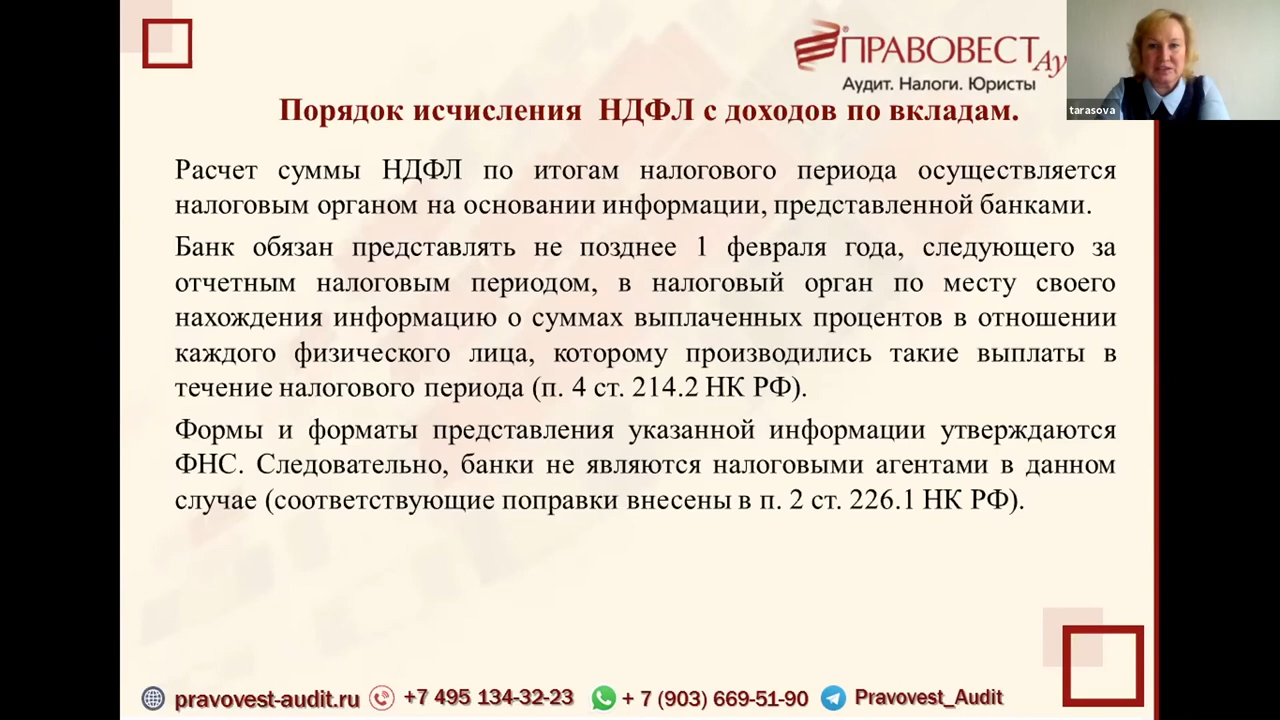 ПРАВОВЕСТ Ау
Аудит. Налоги. Юристы
tarasova
Порядок исчисления НДФЛ с доходов по вкладам.
Расчет суммы НДФЛ по итогам налогового периода осуществляется
налоговым органом на основании информации, представленной банками.
Банк обязан представлять не позднее 1 февраля года, следующего за
отчетным налоговым периодом, в налоговый орган по месту своего
нахождения информацию о суммах выплаченных процентов в отношении
каждого физического лица, которому производились такие выплаты в
течение налогового периода (п. 4 ст. 214.2 НК РФ).
Формы и форматы представления указанной информации утверждаются
ФНС. Следовательно, банки не являются налоговыми агентами в данном
случае (соответствующие поправки внесены в п. 2 ст. 226.1 НК РФ).
pravovest-audit.ru +7 495 134-32-23 + 7 (903) 669-51-90 Pravovest_Audit